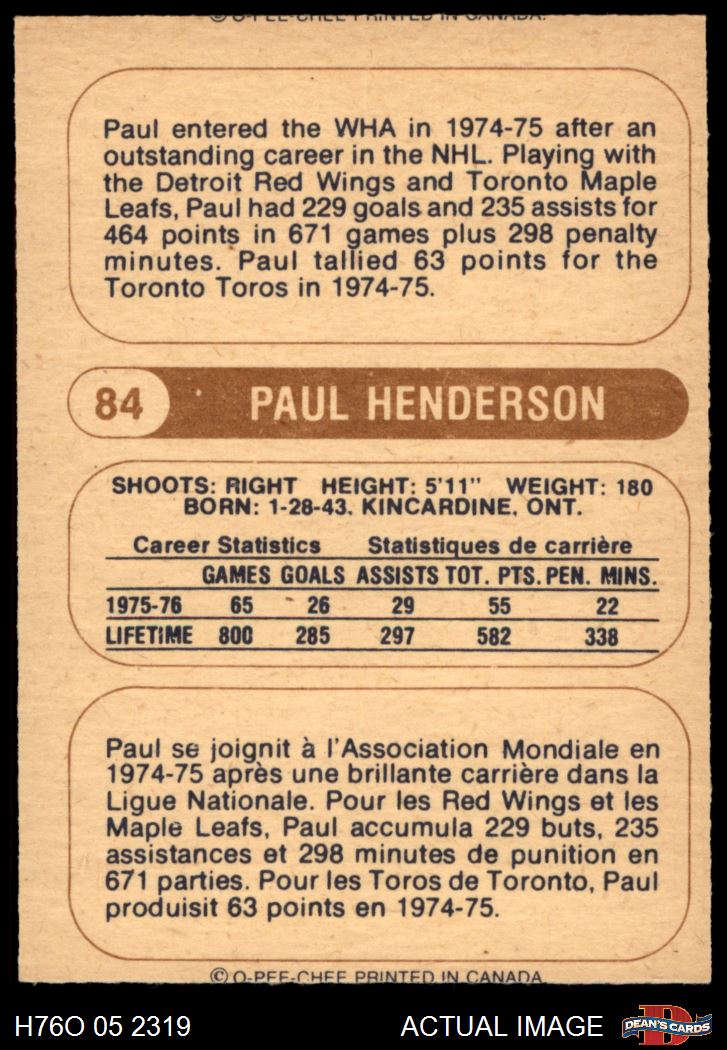 © O-PEE-CHEE PRINTED IN CANADA.
Paul entered the WHA in 1974-75 after an
outstanding career in the NHL. Playing with
the Detroit Red Wings and Toronto Maple
Leafs, Paul had 229 goals and 235 assists for
464 points in 671 games plus 298 penalty
minutes. Paul tallied 63 points for the
Toronto Toros in 1974-75.
84 PAUL HENDERSON
SHOOTS: RIGHT HEIGHT: 5'11" WEIGHT: 180
BORN: 1-28-43. KINCARDINE, ONT.
Career Statistics Statistiques de carrière
GAMES GOALS ASSISTS TOT. PTS. PEN. MINS.
1975-76 65 26 29 55 22
LIFETIME 800 285 297 582 338
Paul se joignit à l'Association Mondiale en
1974-75 après une brillante carrière dans la
Ligue Nationale. Pour les Red Wings et les
Maple Leafs, Paul accumula 229 buts, 235
assistances et 298 minutes de punition en
671 parties. Pour les Toros de Toronto, Paul
produisit 63 points en 1974-75.
© O-PEE-CHEE PRINTED IN CANADA.
H76O 05 2319 ACTUAL IMAGE D DEAN'S CARDS